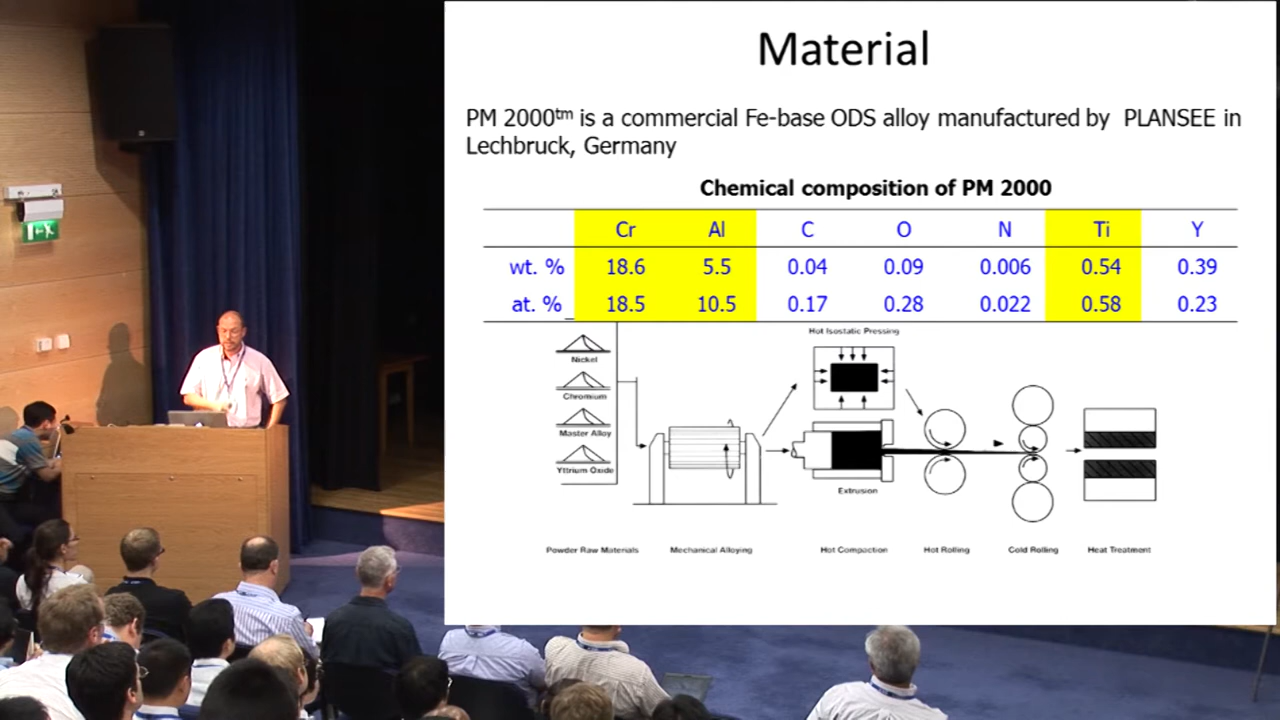 Material
PM 2000tm is a commercial Fe-base ODS alloy manufactured by PLANSEE in
Lechbruck, Germany
Chemical composition of PM 2000
Cr Al C O N Ti Y
wt. % 18.6 5.5 0.04 0.09 0.006 0.54 0.39
at. % 18.5 10.5 0.17 0.28 0.022 0.58 0.23
Hot Isostatic Pressing
Nickel
Chromium
Master Alloy
Yttrium Oxide
Extrusion
Powder Raw Materials Mechanical Alloying Hot Compaction Hot Rolling Cold Rolling Heat Treatment